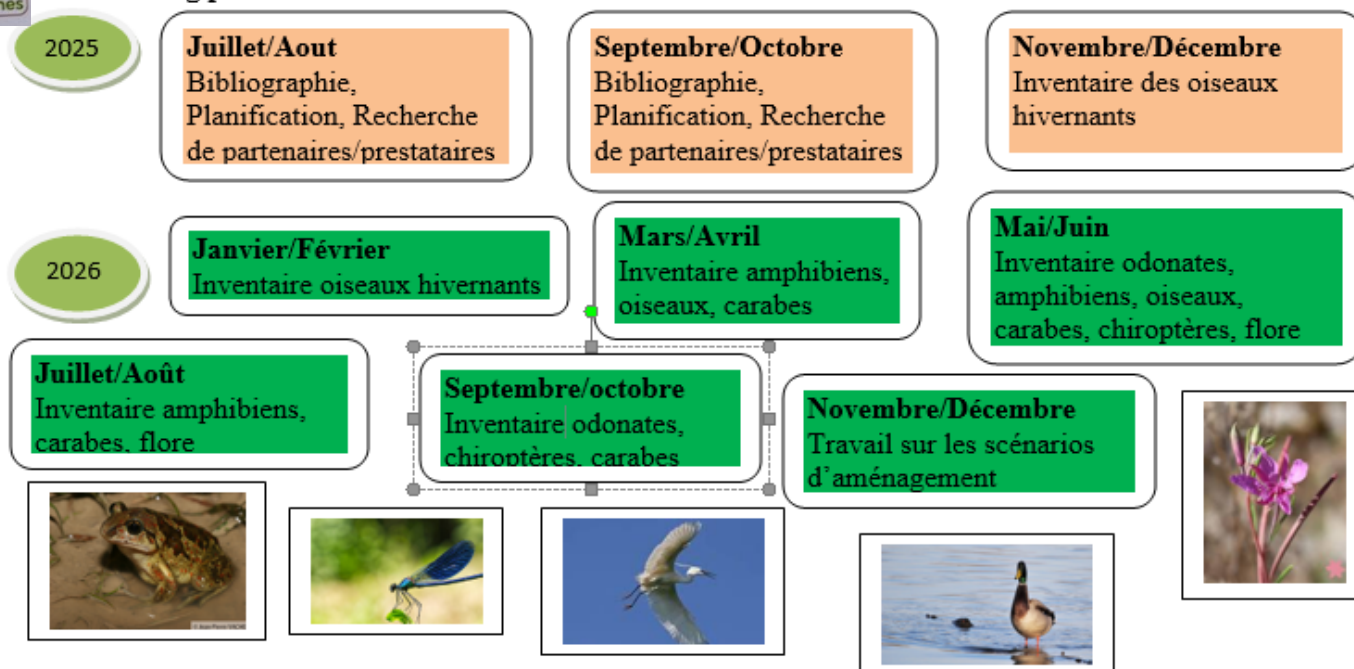 2025
Juillet/Aout
Bibliographie,
Planification, Recherche
de partenaires/prestataires
Septembre/Octobre
Bibliographie,
Planification, Recherche
de partenaires/prestataires
Novembre/Décembre
Inventaire des oiseaux
hivernants
2026
Janvier/Février
Inventaire oiseaux hivernants
Mars/Avril
Inventaire amphibiens,
oiseaux, carabes
Mai/Juin
Inventaire odonates,
amphibiens, oiseaux,
carabes, chiroptères, flore
Juillet/Août
Inventaire amphibiens,
carabes, flore
Septembre/octobre
Inventaire odonates,
chiroptères, carabes
Novembre/Décembre
Travail sur les scénarios
d'aménagement